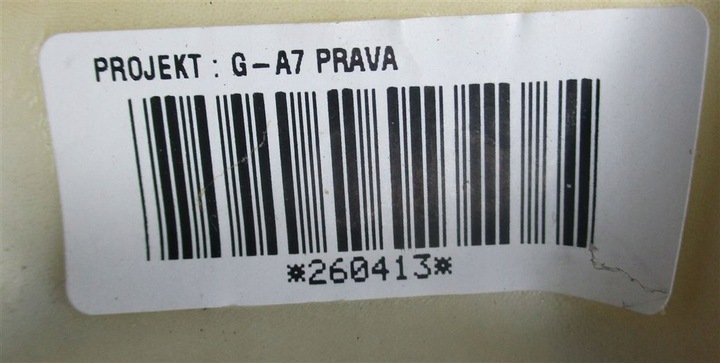 PROJEKT : G-A7 PRAVA
*260413*